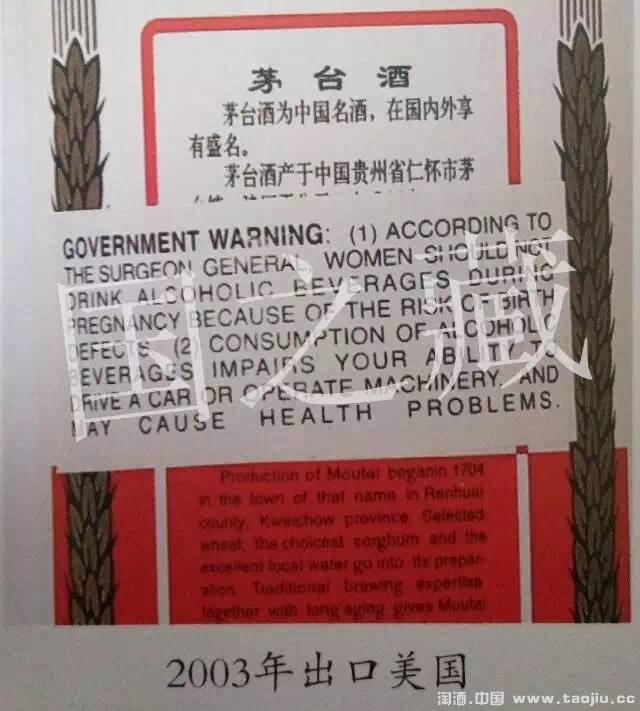 茅台酒
茅台酒为中国名酒，在国内外享
有盛名。
茅台酒产于中国贵州省仁怀市茅
GOVERNMENT WARNING: (1) ACCORDING TO
THE SURGEON GENERAL, WOMEN SHOULD NOT
DRINK ALCOHOLIC BEVERAGES DURING
PREGNANCY BECAUSE OF THE RISK OF BIRTH
DEFECTS. (2) CONSUMPTION OF ALCOHOLIC
BEVERAGES IMPAIRS YOUR ABILITY TO
DRIVE A CAR OR OPERATE MACHINERY, AND
MAY CAUSE HEALTH PROBLEMS.
国之藏
Production of Moutai beganin 1704
in the town of that name in Renhuai
county, Kweichow province Selected
wheat, the choicest sorghum and the
excellent local water go into its prepar-
ation. Traditional brewing expertise
together with long aging gives Moutai
2003年出口美国
淘酒.中国 www.taojiu.cc